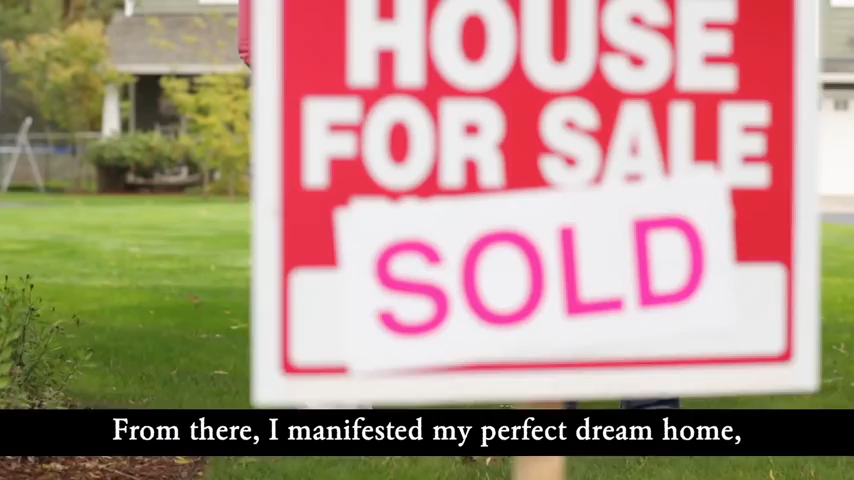 HOUSE
FOR SALE
SOLD
From there, I manifested my perfect dream home,